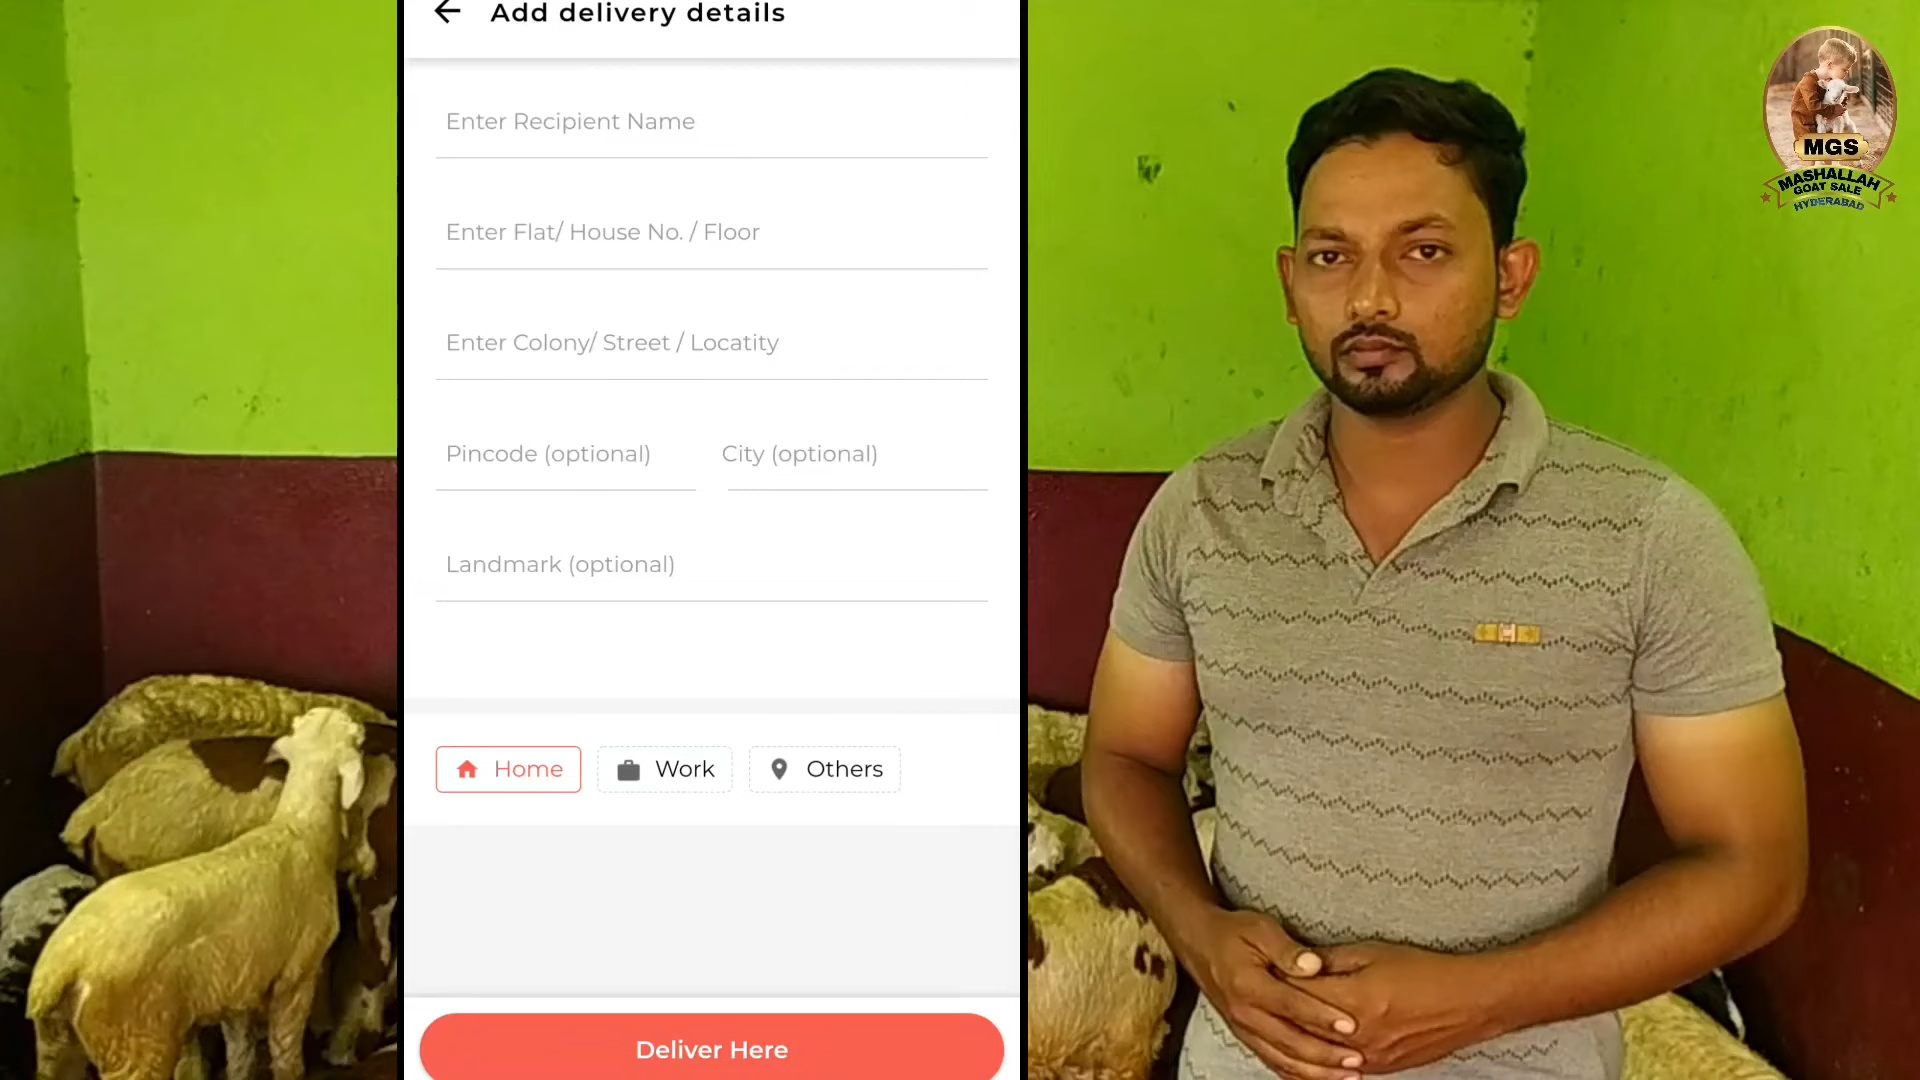 Add delivery details
Enter Recipient Name
Enter Flat/ House No. / Floor
Enter Colony/ Street / Locatity
Pincode (optional)
City (optional)
Landmark (optional)
Home
Work
Others
Deliver Here
MGS
MASHALLAH
GOAT SALE
HYDERABAD